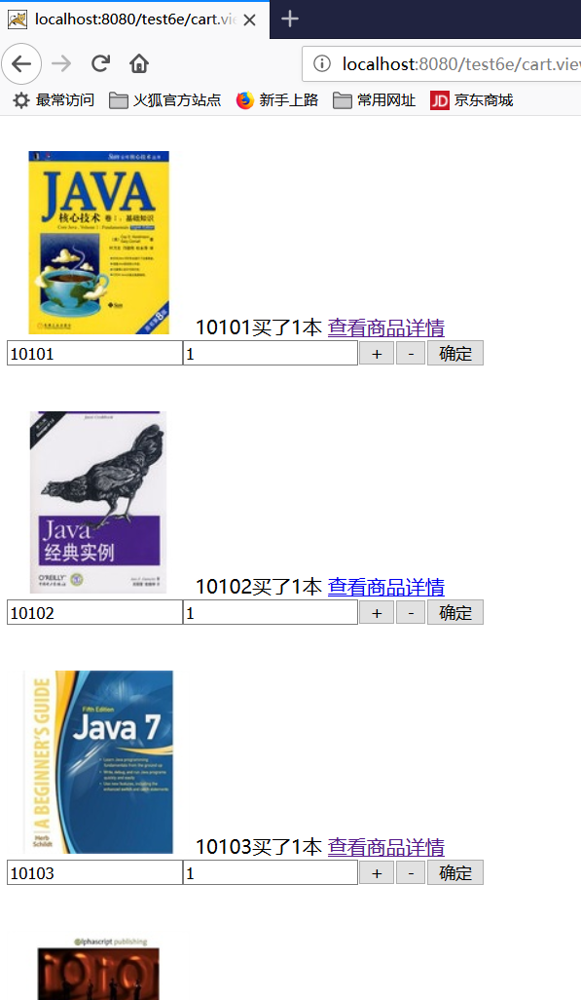 localhost:8080/test6e/cart.vie
localhost:8080/test6e/cart.view
最常访问 火狐官方站点 新手上路 常用网址 JD 京东商城
JAVA
核心技术 卷I:基础知识
10101买了1本 查看商品详情
10101 1 + - 确定
Java
经典实例
O'REILLY
10102买了1本 查看商品详情
10102 1 + - 确定
A BEGINNER'S GUIDE
Fifth Edition
Java 7
Herb
Schildt
10103买了1本 查看商品详情
10103 1 + - 确定
alphascript publishing